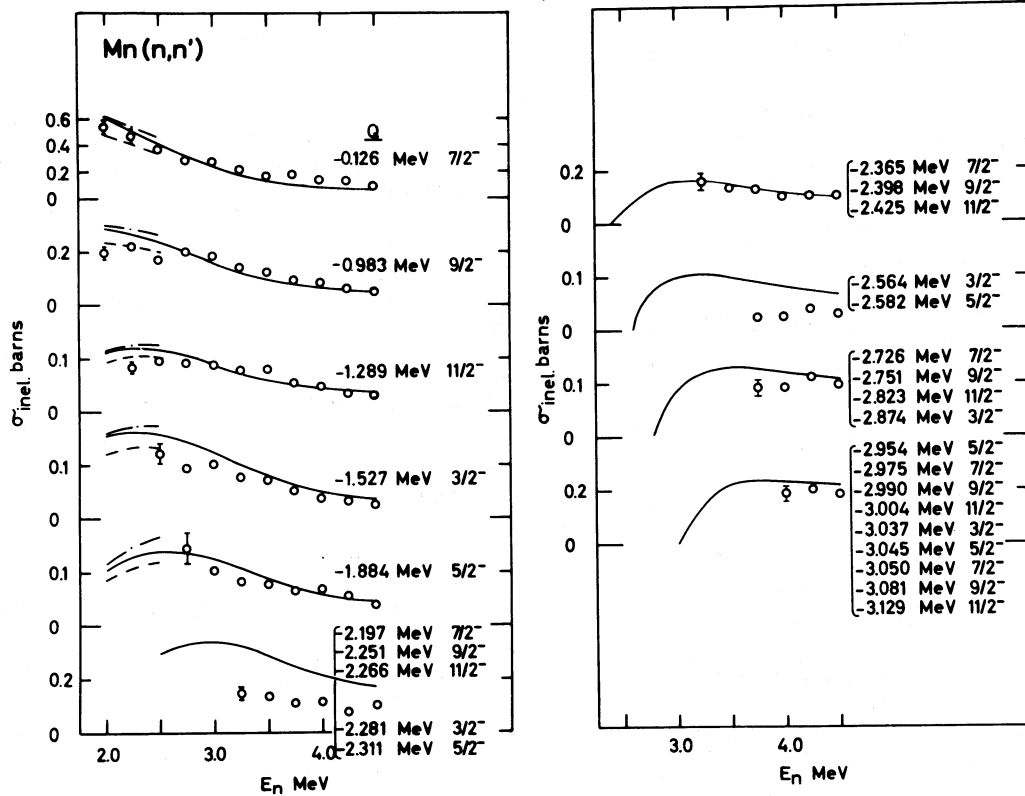 Mn(n,n')
Q
0.6
0.4
0.2
0
-0.126 MeV 7/2⁻
0.2
0
-0.983 MeV 9/2⁻
0.1
0
-1.289 MeV 11/2⁻
0.1
0
-1.527 MeV 3/2⁻
0.1
0
-1.884 MeV 5/2⁻
0.2
0
-2.197 MeV 7/2⁻
-2.251 MeV 9/2⁻
-2.266 MeV 11/2⁻
-2.281 MeV 3/2⁻
-2.311 MeV 5/2⁻
σinel. barns
2.0 3.0 4.0
En MeV
0.2
0
-2.365 MeV 7/2⁻
-2.398 MeV 9/2⁻
-2.425 MeV 11/2⁻
0.1
0
-2.564 MeV 3/2⁻
-2.582 MeV 5/2⁻
0.1
0
-2.726 MeV 7/2⁻
-2.751 MeV 9/2⁻
-2.823 MeV 11/2⁻
-2.874 MeV 3/2⁻
0.2
0
-2.954 MeV 5/2⁻
-2.975 MeV 7/2⁻
-2.990 MeV 9/2⁻
-3.004 MeV 11/2⁻
-3.037 MeV 3/2⁻
-3.045 MeV 5/2⁻
-3.050 MeV 7/2⁻
-3.081 MeV 9/2⁻
-3.129 MeV 11/2⁻
σinel. barns
3.0 4.0
En MeV